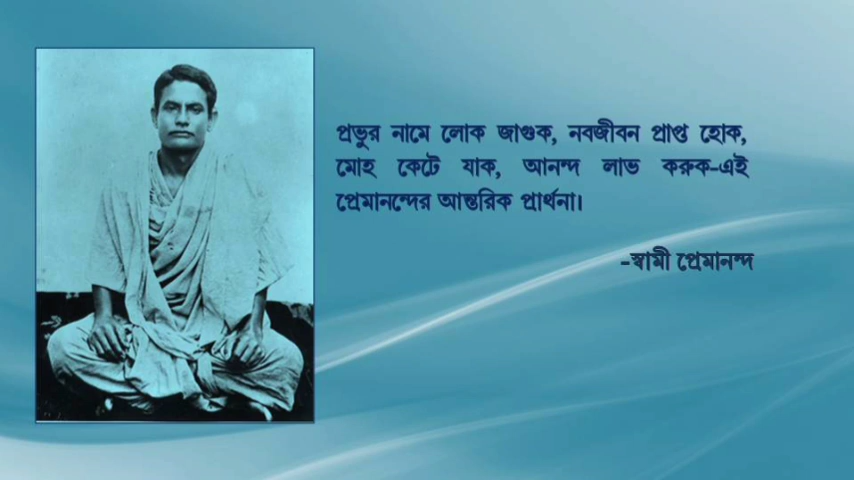 প্রভুর নামে লোক জাগুক, নবজীবন প্রাপ্ত হোক,
মোহ কেটে যাক, আনন্দ লাভ করুক-এই
প্রেমানন্দের আন্তরিক প্রার্থনা।
-স্বামী প্রেমানন্দ